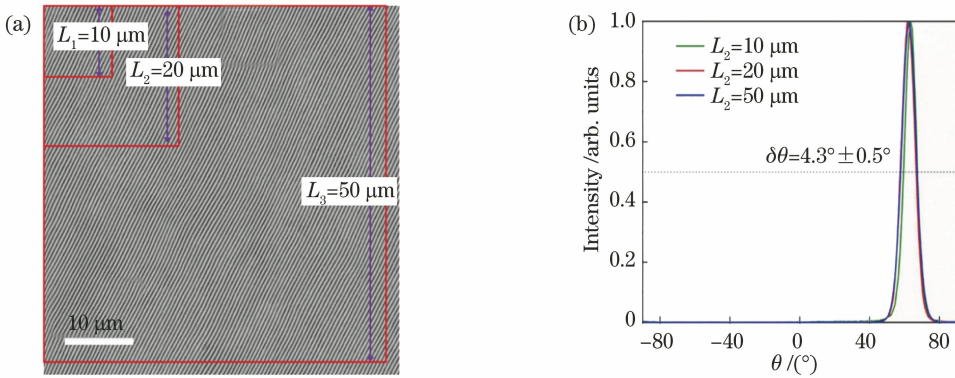 (a)
L₁=10 μm
L₂=20 μm
L₃=50 μm
10 μm
(b)
Intensity /arb. units
1.0
0.8
0.6
0.4
0.2
0
L₂=10 μm
L₂=20 μm
L₂=50 μm
δθ=4.3°±0.5°
-80 -40 0 40 80
θ /(°)